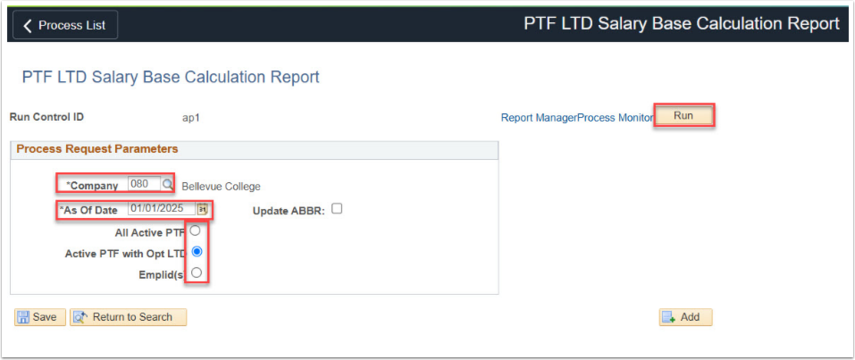 Process List PTF LTD Salary Base Calculation Report
PTF LTD Salary Base Calculation Report
Run Control ID ap1 Report ManagerProcess Monitor Run
Process Request Parameters
*Company 080 Bellevue College
*As Of Date 01/01/2025 Update ABBR:
All Active PTF
Active PTF with Opt LTD
Emplid(s
Save Return to Search Add